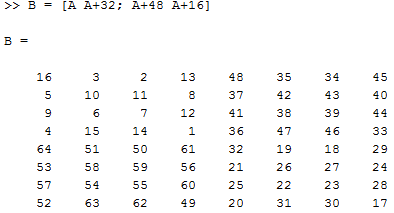 >> B = [A A+32; A+48 A+16]
B =
16 3 2 13 48 35 34 45
5 10 11 8 37 42 43 40
9 6 7 12 41 38 39 44
4 15 14 1 36 47 46 33
64 51 50 61 32 19 18 29
53 58 59 56 21 26 27 24
57 54 55 60 25 22 23 28
52 63 62 49 20 31 30 17